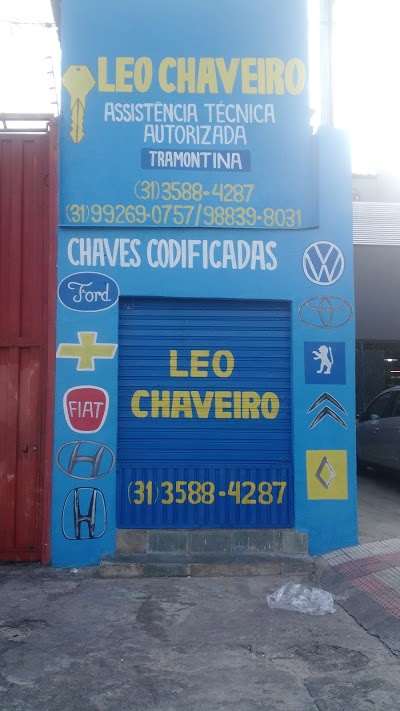 LEO CHAVEIRO
ASSISTÊNCIA TÉCNICA
AUTORIZADA
TRAMONTINA
(31)3588-4287
(31)99269-0757/98839-8031
CHAVES CODIFICADAS
Ford
FIAT
LEO
CHAVEIRO
(31)3588-4287